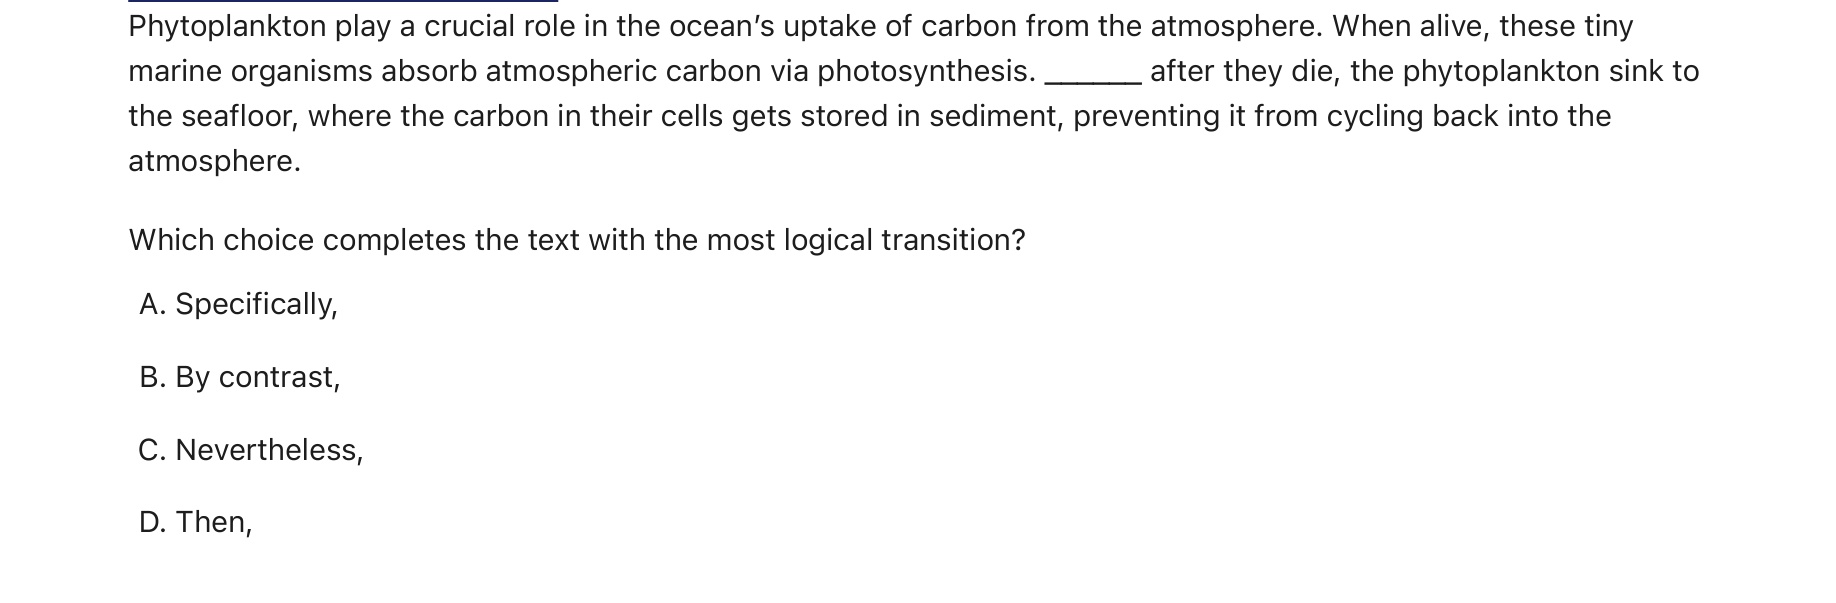 Phytoplankton play a crucial role in the ocean’s uptake of carbon from the atmosphere. When alive, these tiny
marine organisms absorb atmospheric carbon via photosynthesis. ______ after they die, the phytoplankton sink to
the seafloor, where the carbon in their cells gets stored in sediment, preventing it from cycling back into the
atmosphere.
Which choice completes the text with the most logical transition?
A. Specifically,
B. By contrast,
C. Nevertheless,
D. Then,